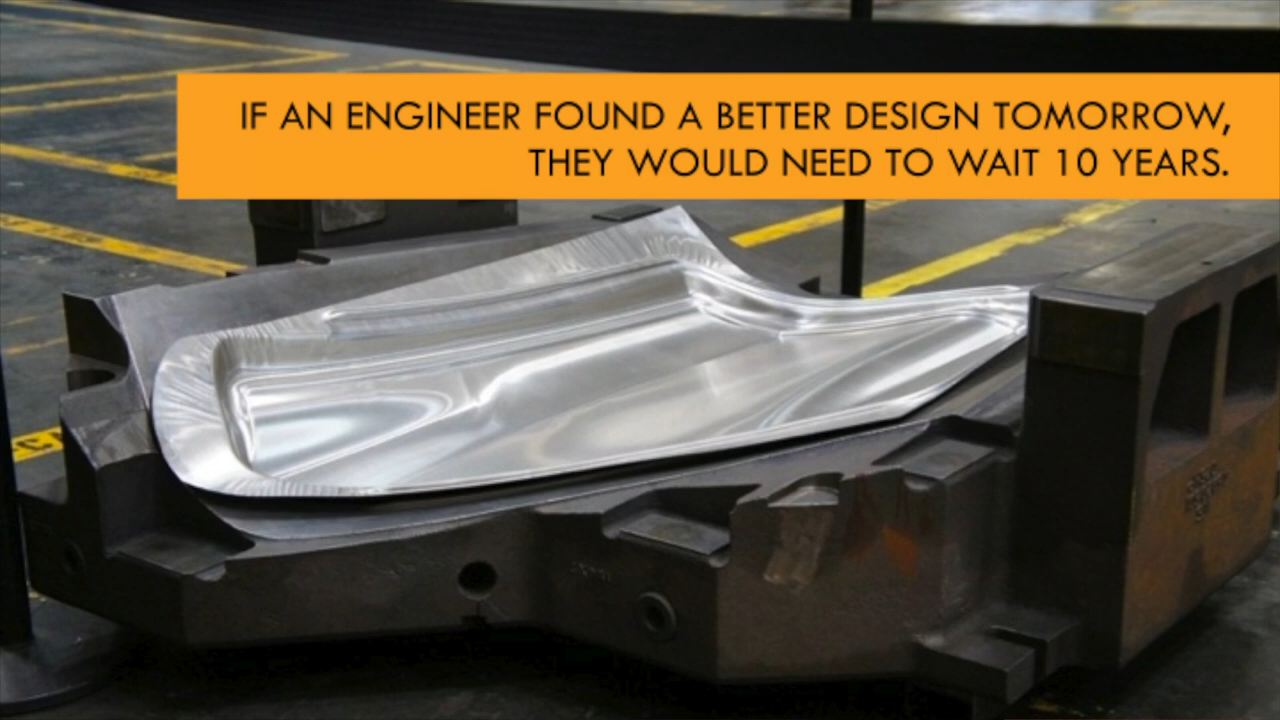 IF AN ENGINEER FOUND A BETTER DESIGN TOMORROW,
THEY WOULD NEED TO WAIT 10 YEARS.